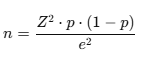 n = \frac{Z^2 \cdot p \cdot (1 - p)}{e^2}